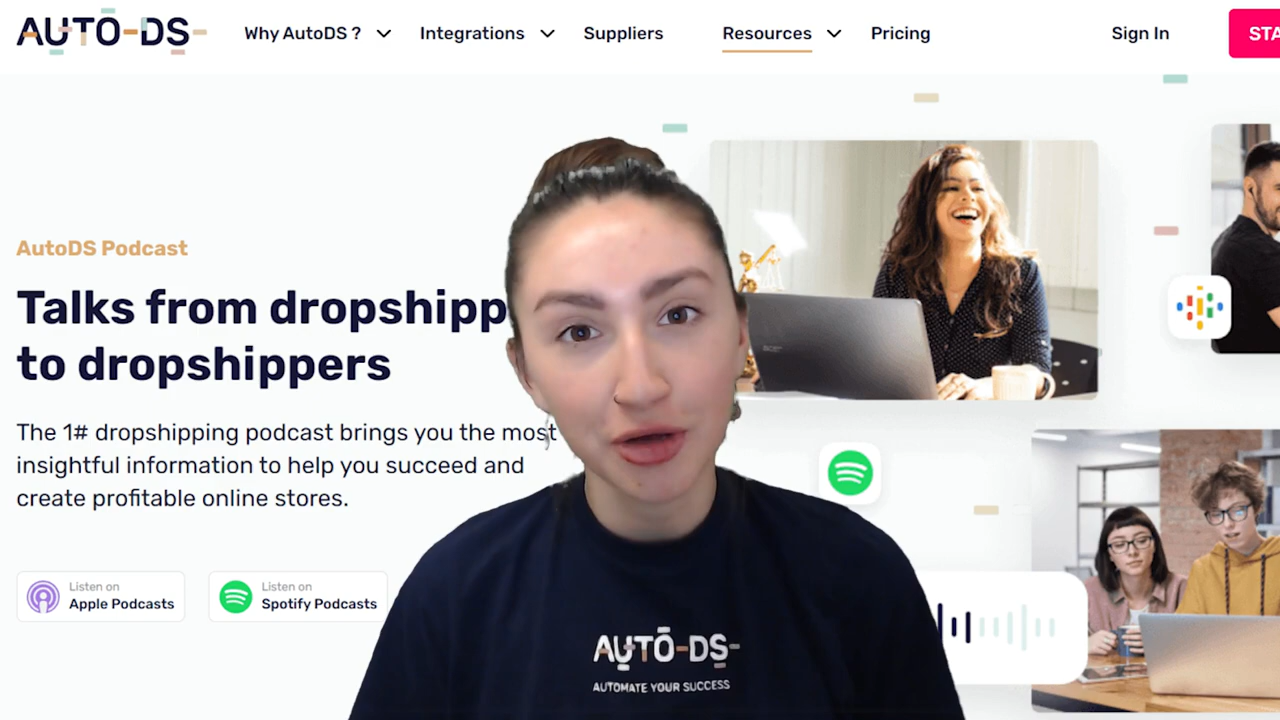 AUTO-DS
Why AutoDS ?
Integrations
Suppliers
Resources
Pricing
Sign In
STA
AutoDS Podcast
Talks from dropshipp
to dropshippers
The 1# dropshipping podcast brings you the most
insightful information to help you succeed and
create profitable online stores.
Listen on
Apple Podcasts
Listen on
Spotify Podcasts
AUTO-DS
AUTOMATE YOUR SUCCESS